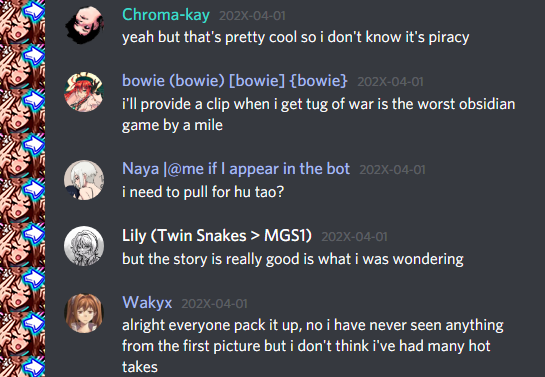 Chroma-kay 202X-04-01
yeah but that's pretty cool so i don't know it's piracy
bowie (bowie) [bowie] {bowie} 202X-04-01
i'll provide a clip when i get tug of war is the worst obsidian
game by a mile
Naya |@me if I appear in the bot 202X-04-01
i need to pull for hu tao?
Lily (Twin Snakes > MGS1) 202X-04-01
but the story is really good is what i was wondering
Wakyx 202X-04-01
alright everyone pack it up, no i have never seen anything
from the first picture but i don't think i've had many hot
takes